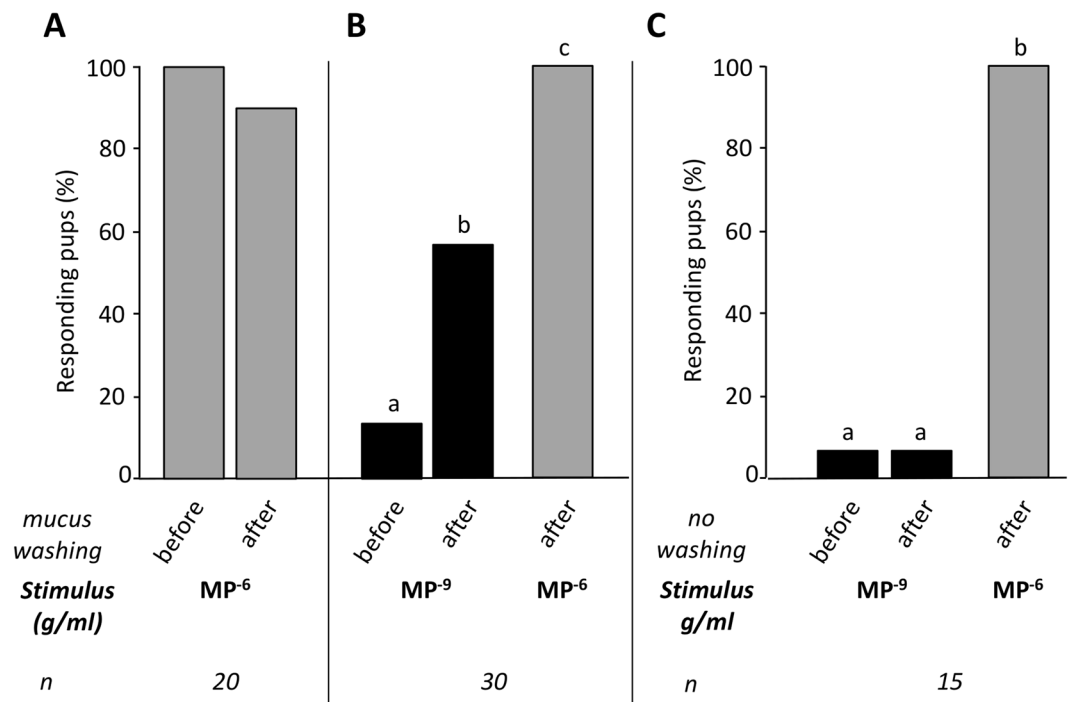 A B C
c b
100 100
80 80
60 b 60
40 40
20 a 20 a a
0 0
Responding pups (%) Responding pups (%)
mucus before after before after after no before after after
washing washing
Stimulus MP-6 MP-9 MP-6 Stimulus MP-9 MP-6
(g/ml) g/ml
n 20 30 n 15